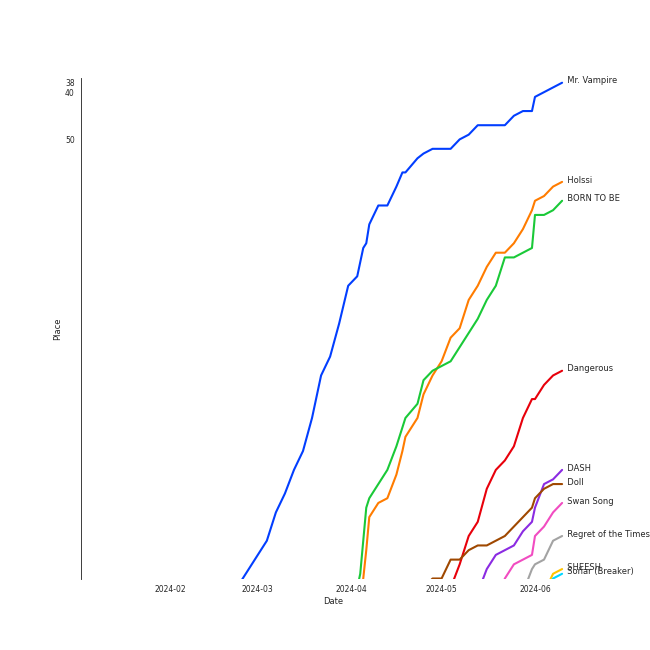 38
Mr. Vampire
40
50
Holssi
BORN TO BE
Place
Dangerous
DASH
Doll
Swan Song
Regret of the Times
SHEESH
Sonar (Breaker)
2024-02
2024-03
2024-04
2024-05
2024-06
Date